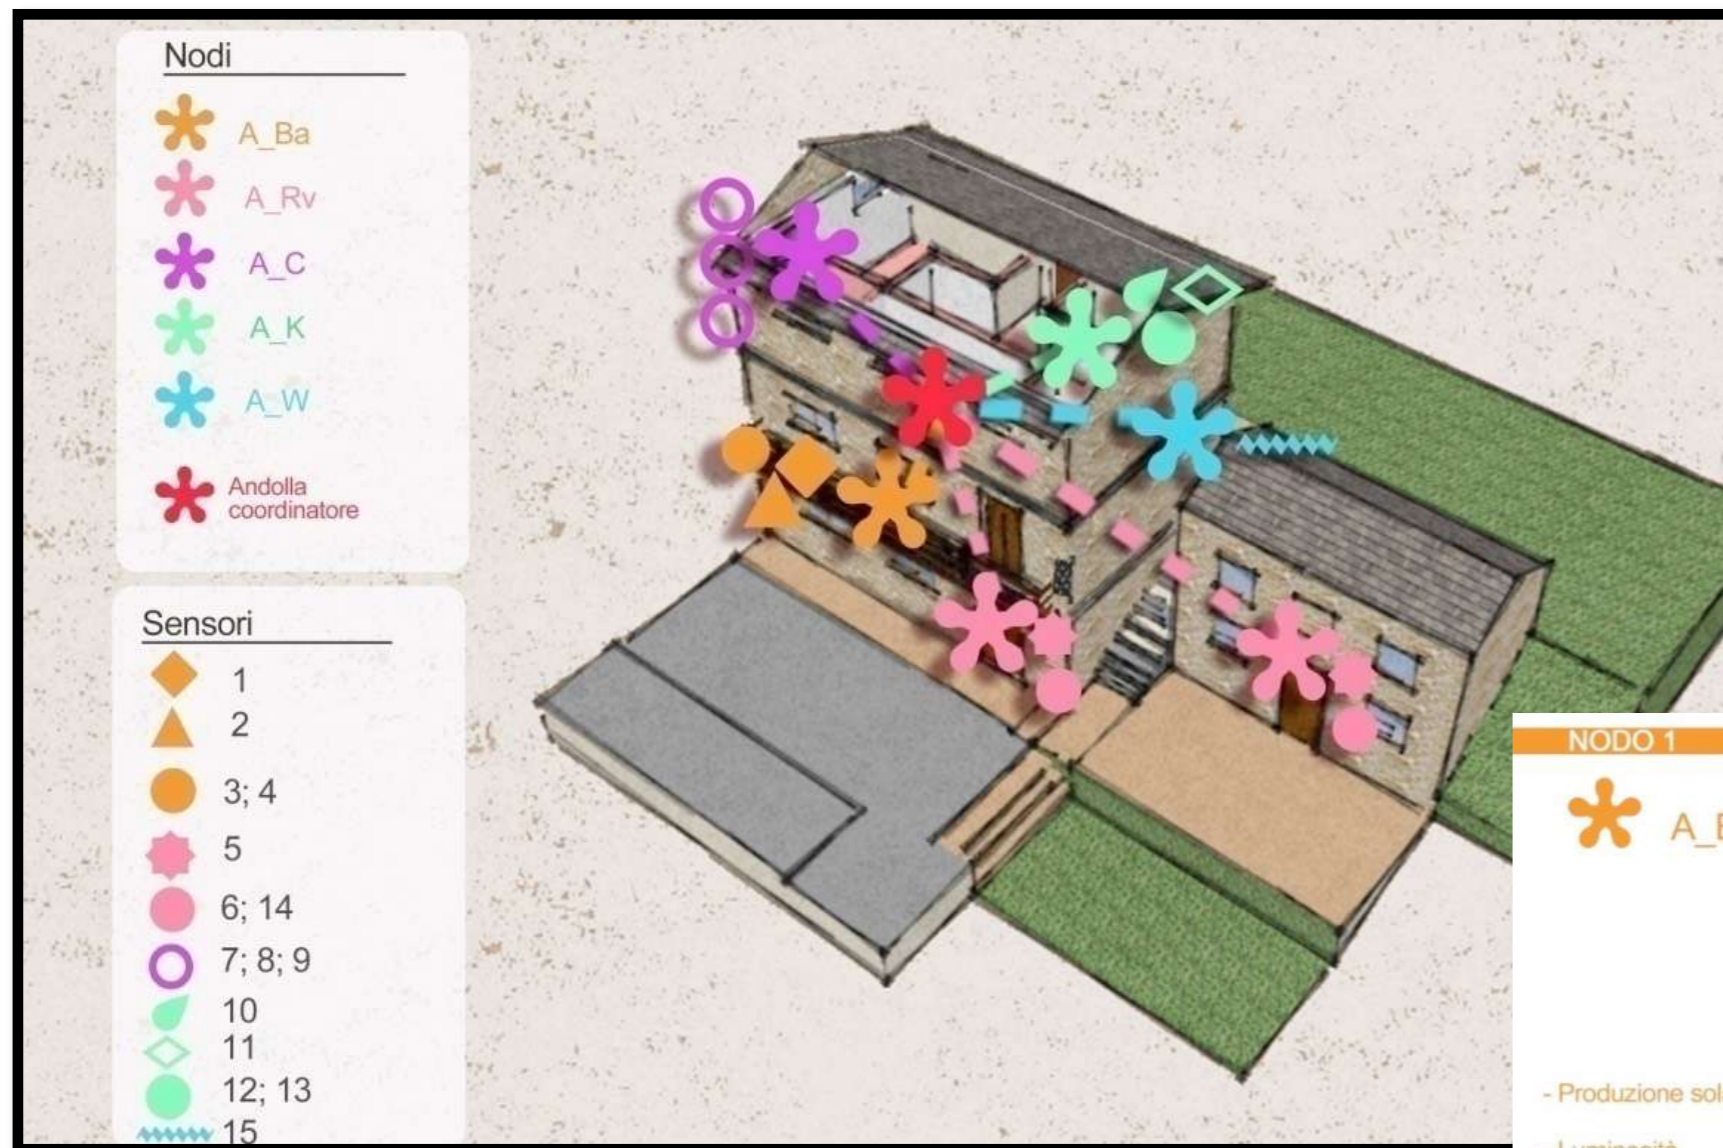 Nodi
A_Ba
A_Rv
A_C
A_K
A_W
Andolla
coordinatore
Sensori
1
2
3; 4
5
6; 14
7; 8; 9
10
11
12; 13
15
NODO 1
- Produzione